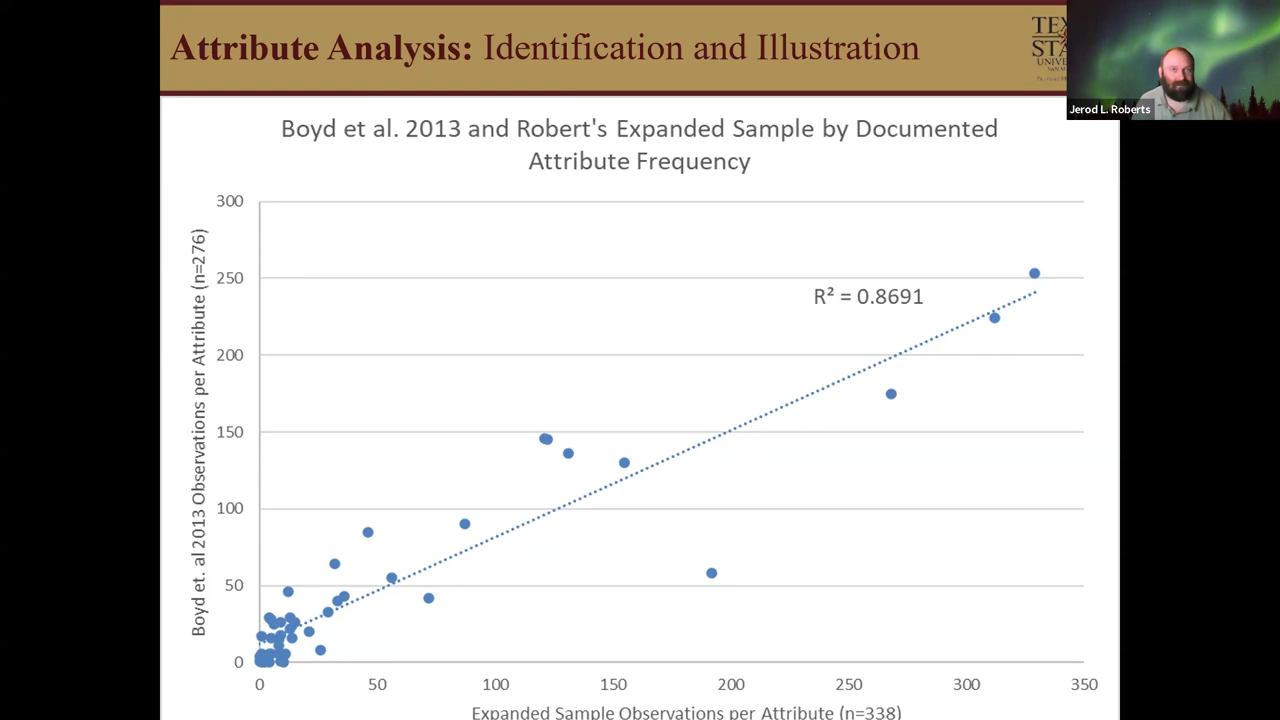 Attribute Analysis: Identification and Illustration
Jerod L. Roberts
Boyd et al. 2013 and Robert's Expanded Sample by Documented
Attribute Frequency
Boyd et. al 2013 Observations per Attribute (n=276)
300
250
200
150
100
50
0
R² = 0.8691
0 50 100 150 200 250 300 350
Expanded Sample Observations per Attribute (n=338)